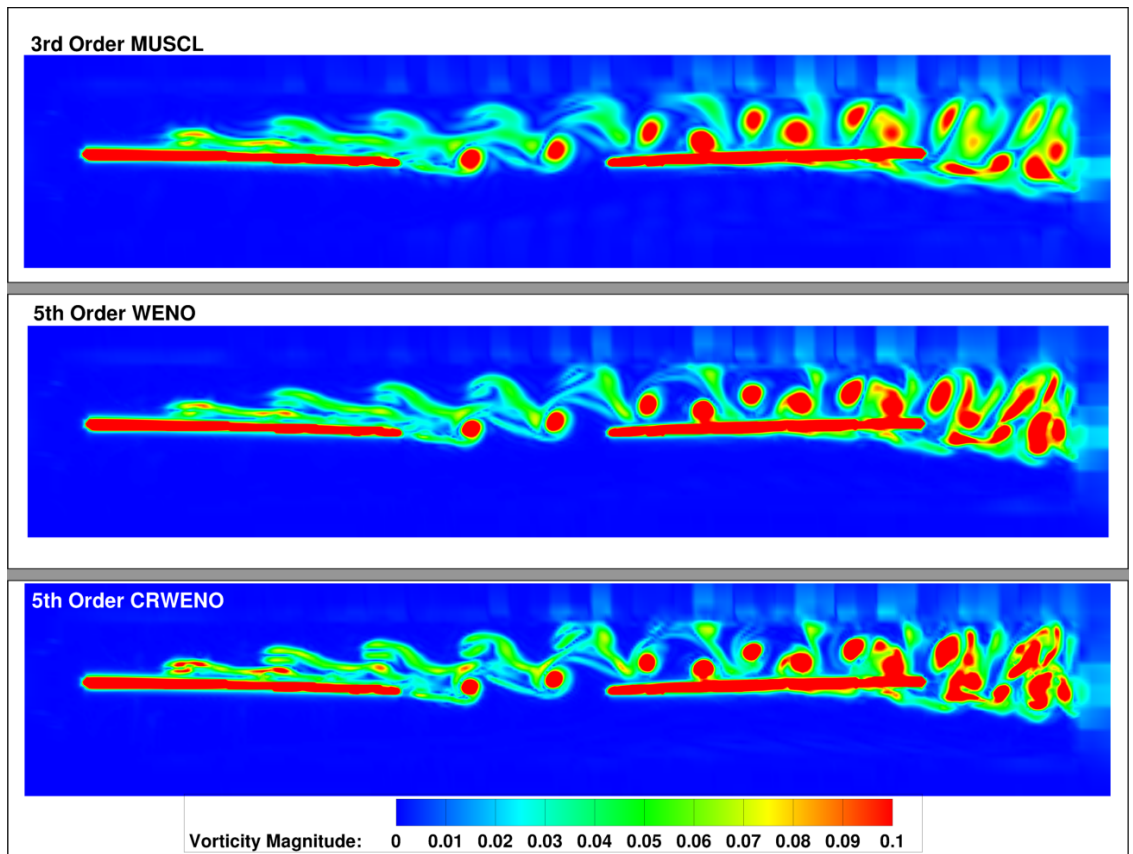 3rd Order MUSCL
5th Order WENO
5th Order CRWENO
Vorticity Magnitude: 0 0.01 0.02 0.03 0.04 0.05 0.06 0.07 0.08 0.09 0.1